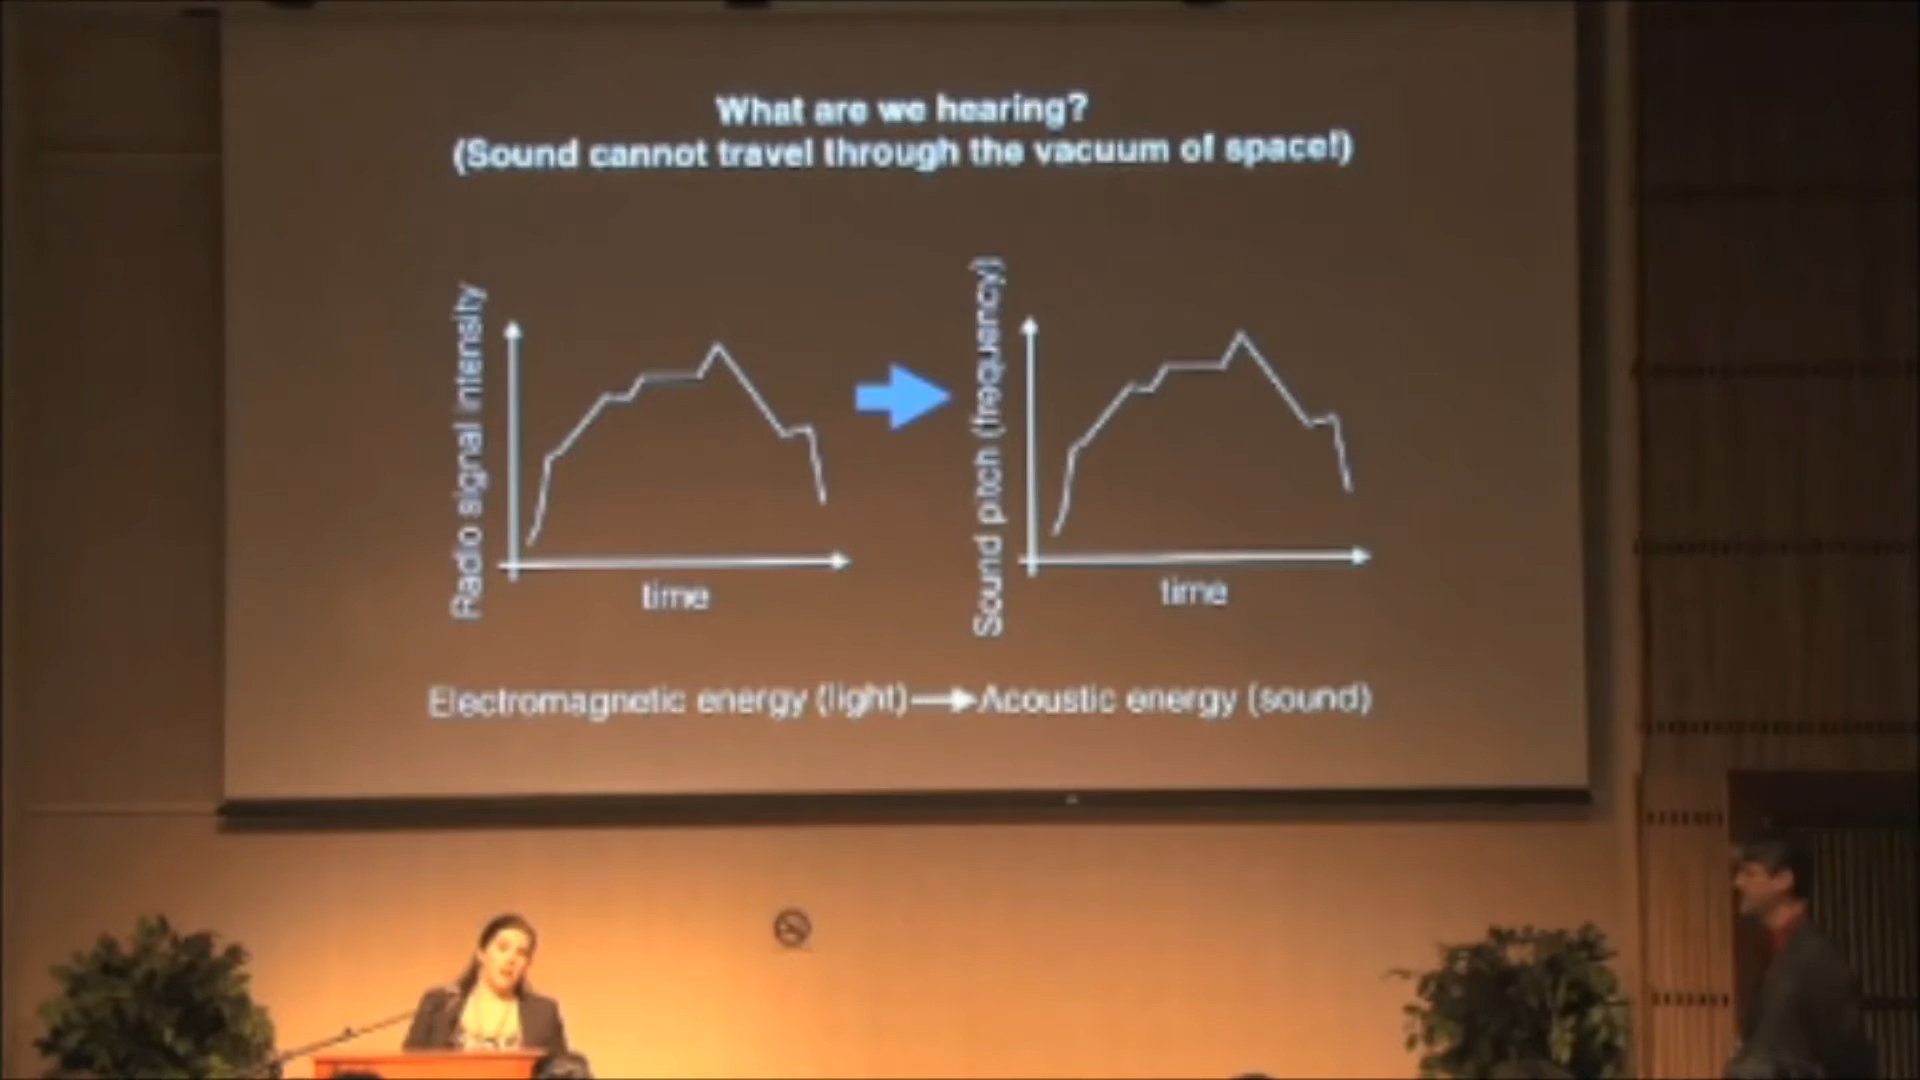 What are we hearing?
(Sound cannot travel through the vacuum of space!)
Radio signal intensity
time
Sound pitch (frequency)
time
Electromagnetic energy (light)→Acoustic energy (sound)